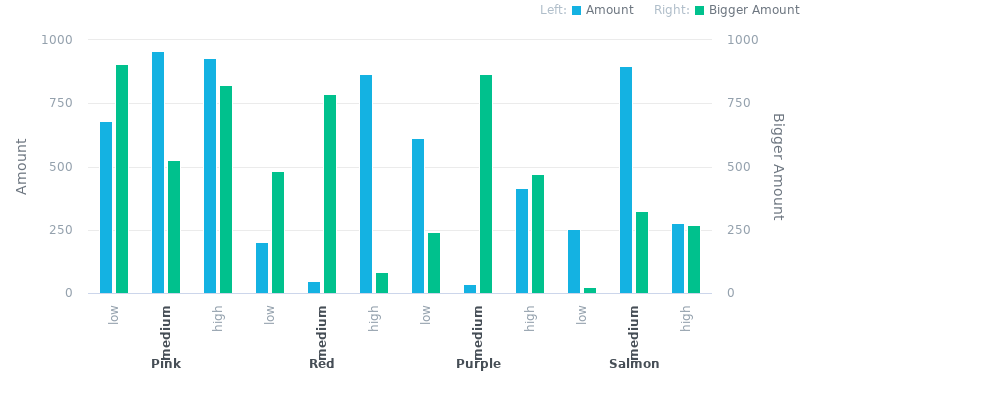 Left: Amount Right: Bigger Amount
1000 1000
750 750
500 500
250 250
0 0
Amount
Bigger Amount
low medium high low medium high low medium high low medium high
Pink Red Purple Salmon